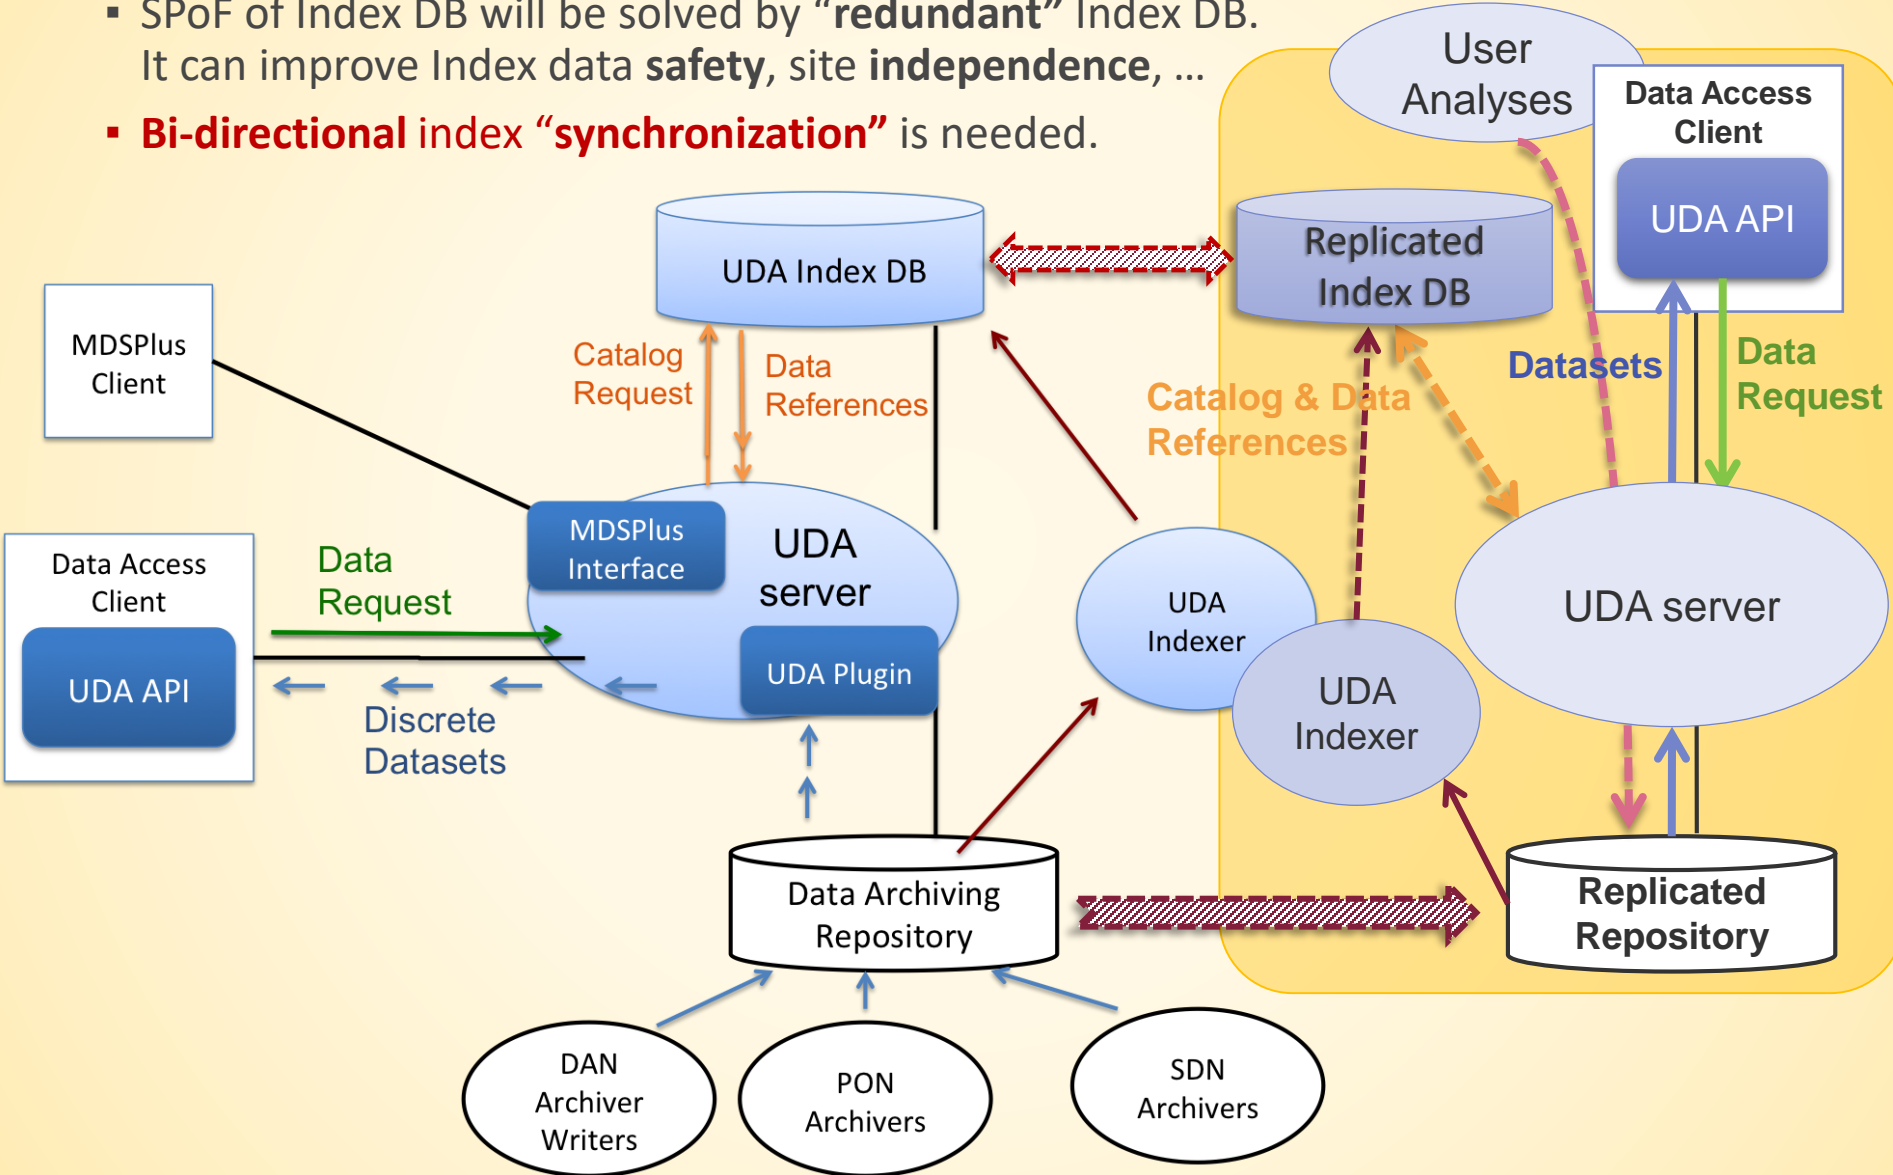 ▪ SPoF of Index DB will be solved by “redundant” Index DB.
It can improve Index data safety, site independence, ...
▪ Bi-directional index “synchronization” is needed.
User
Analyses
Data Access
Client
UDA API
UDA Index DB
Replicated
Index DB
MDSPlus
Client
Catalog
Request
Data
References
Catalog & Data
References
Datasets
Data
Request
MDSPlus
Interface
UDA
server
Data Access
Client
UDA API
Data
Request
UDA Plugin
Discrete
Datasets
UDA
Indexer
UDA
Indexer
UDA server
Data Archiving
Repository
Replicated
Repository
DAN
Archiver
Writers
PON
Archivers
SDN
Archivers